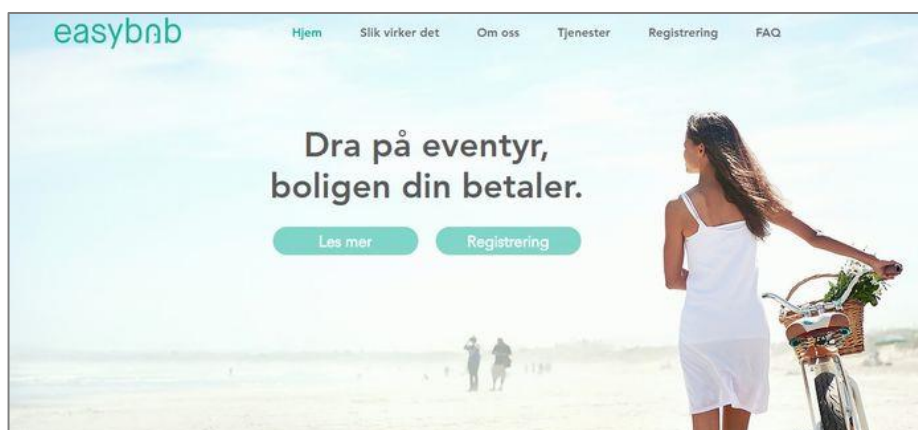 easybnb
Hjem Slik virker det Om oss Tjenester Registrering FAQ
Dra på eventyr,
boligen din betaler.
Les mer Registrering